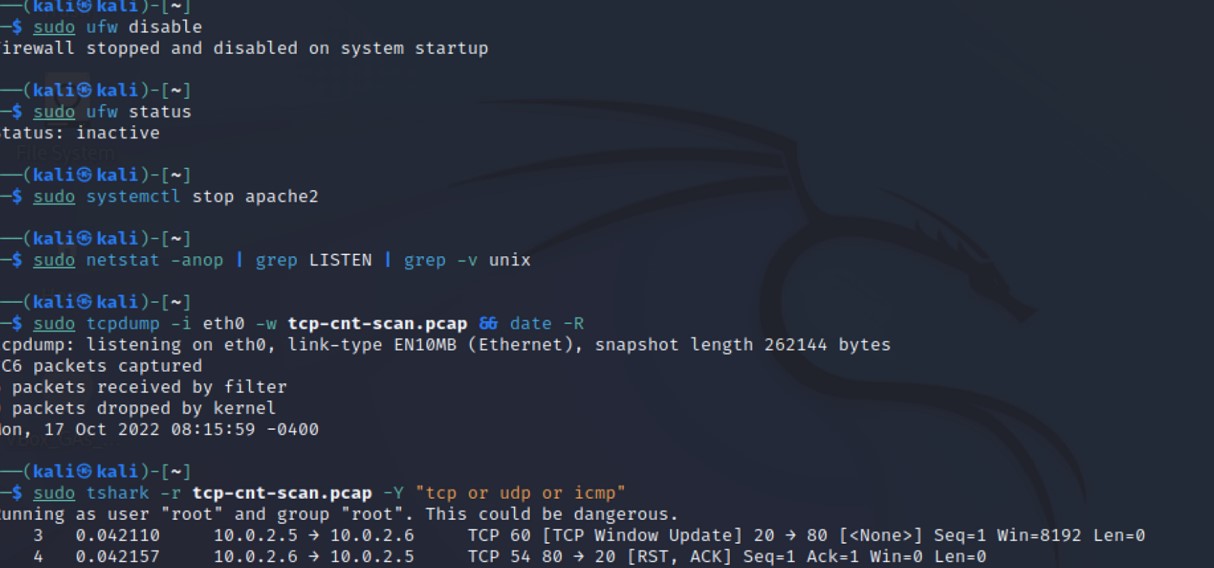 (kali㉿kali)-[~]
$ sudo ufw disable
irewall stopped and disabled on system startup
(kali㉿kali)-[~]
$ sudo ufw status
tatus: inactive
File System
(kali㉿kali)-[~]
$ sudo systemctl stop apache2
(kali㉿kali)-[~]
$ sudo netstat -anop | grep LISTEN | grep -v unix
(kali㉿kali)-[~]
$ sudo tcpdump -i eth0 -w tcp-cnt-scan.pcap && date -R
cpdump: listening on eth0, link-type EN10MB (Ethernet), snapshot length 262144 bytes
C6 packets captured
packets received by filter
packets dropped by kernel
on, 17 Oct 2022 08:15:59 -0400
(kali㉿kali)-[~]
$ sudo tshark -r tcp-cnt-scan.pcap -Y "tcp or udp or icmp"
unning as user "root" and group "root". This could be dangerous.
3 0.042110 10.0.2.5 → 10.0.2.6 TCP 60 [TCP Window Update] 20 → 80 [<None>] Seq=1 Win=8192 Len=0
4 0.042157 10.0.2.6 → 10.0.2.5 TCP 54 80 → 20 [RST, ACK] Seq=1 Ack=1 Win=0 Len=0